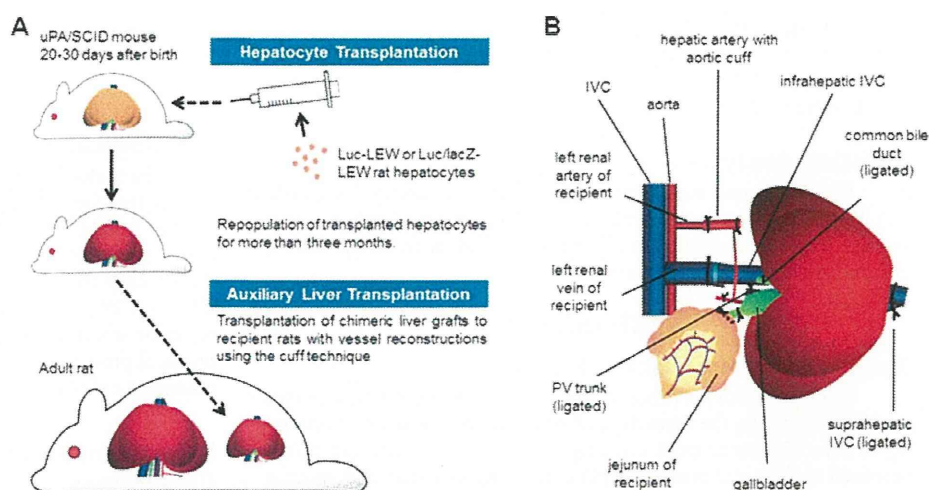 A
uPA/SCID mouse
20-30 days after birth
Hepatocyte Transplantation
Luc-LEW or Luc/lacZ-
LEW rat hepatocytes
Repopulation of transplanted hepatocytes
for more than three months.
Auxiliary Liver Transplantation
Transplantation of chimeric liver grafts to
recipient rats with vessel reconstructions
using the cuff technique
Adult rat
B
hepatic artery with
aortic cuff
IVC
infrahepatic IVC
aorta
common bile
duct
(ligated)
left renal
artery of
recipient
left renal
vein of
recipient
PV trunk
(ligated)
suprahepatic
IVC (ligated)
jejunum of
recipient
gallbladder